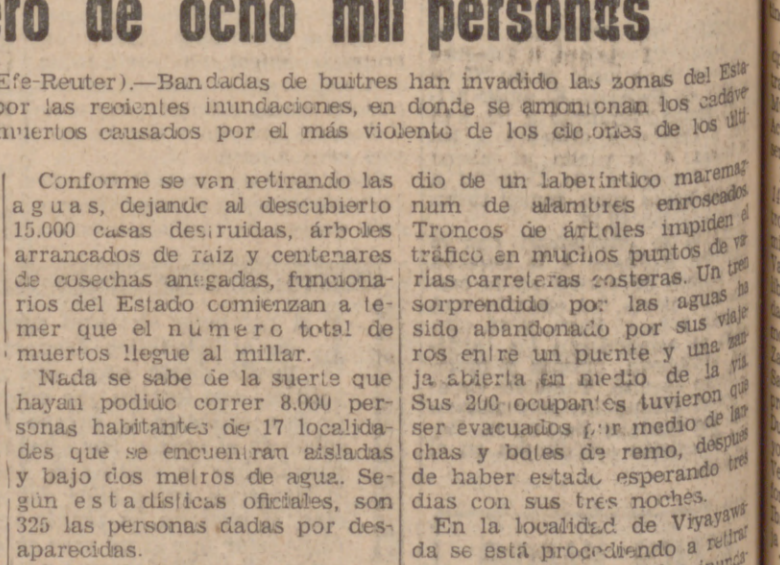 ero de ocho mil personas
Efe-Reuter).—Bandadas de buitres han invadido las zonas del Esta-
por las recientes inundaciones, en donde se amontonan los cadáve-
muertos causados por el más violento de los ciclones de los últi-
Conforme se van retirando las
aguas, dejando al descubierto
15.000 casas destruidas, árboles
arrancados de raíz y centenares
de cosechas anegadas, funciona-
rios del Estado comienzan a te-
mer que el número total de
muertos llegue al millar.
Nada se sabe de la suerte que
hayan podido correr 8.000 per-
sonas habitantes de 17 localida-
des que se encuentran aisladas
y bajo dos metros de agua. Se-
gún estadísticas oficiales, son
325 las personas dadas por des-
aparecidas.
dio de un laberíntico maremag-
num de alambres enroscados.
Troncos de árboles impiden el
tráfico en muchos puntos de va-
rias carreteras costeras. Un tren
sorprendido por las aguas ha
sido abandonado por sus viaje-
ros entre un puente y una zan-
ja abierta en medio de la vía.
Sus 200 ocupantes tuvieron que
ser evacuados por medio de lan-
chas y botes de remo, después
de haber estado esperando tres
días con sus tres noches.
En la localidad de Viyayawa-
da se está procediendo a retirar